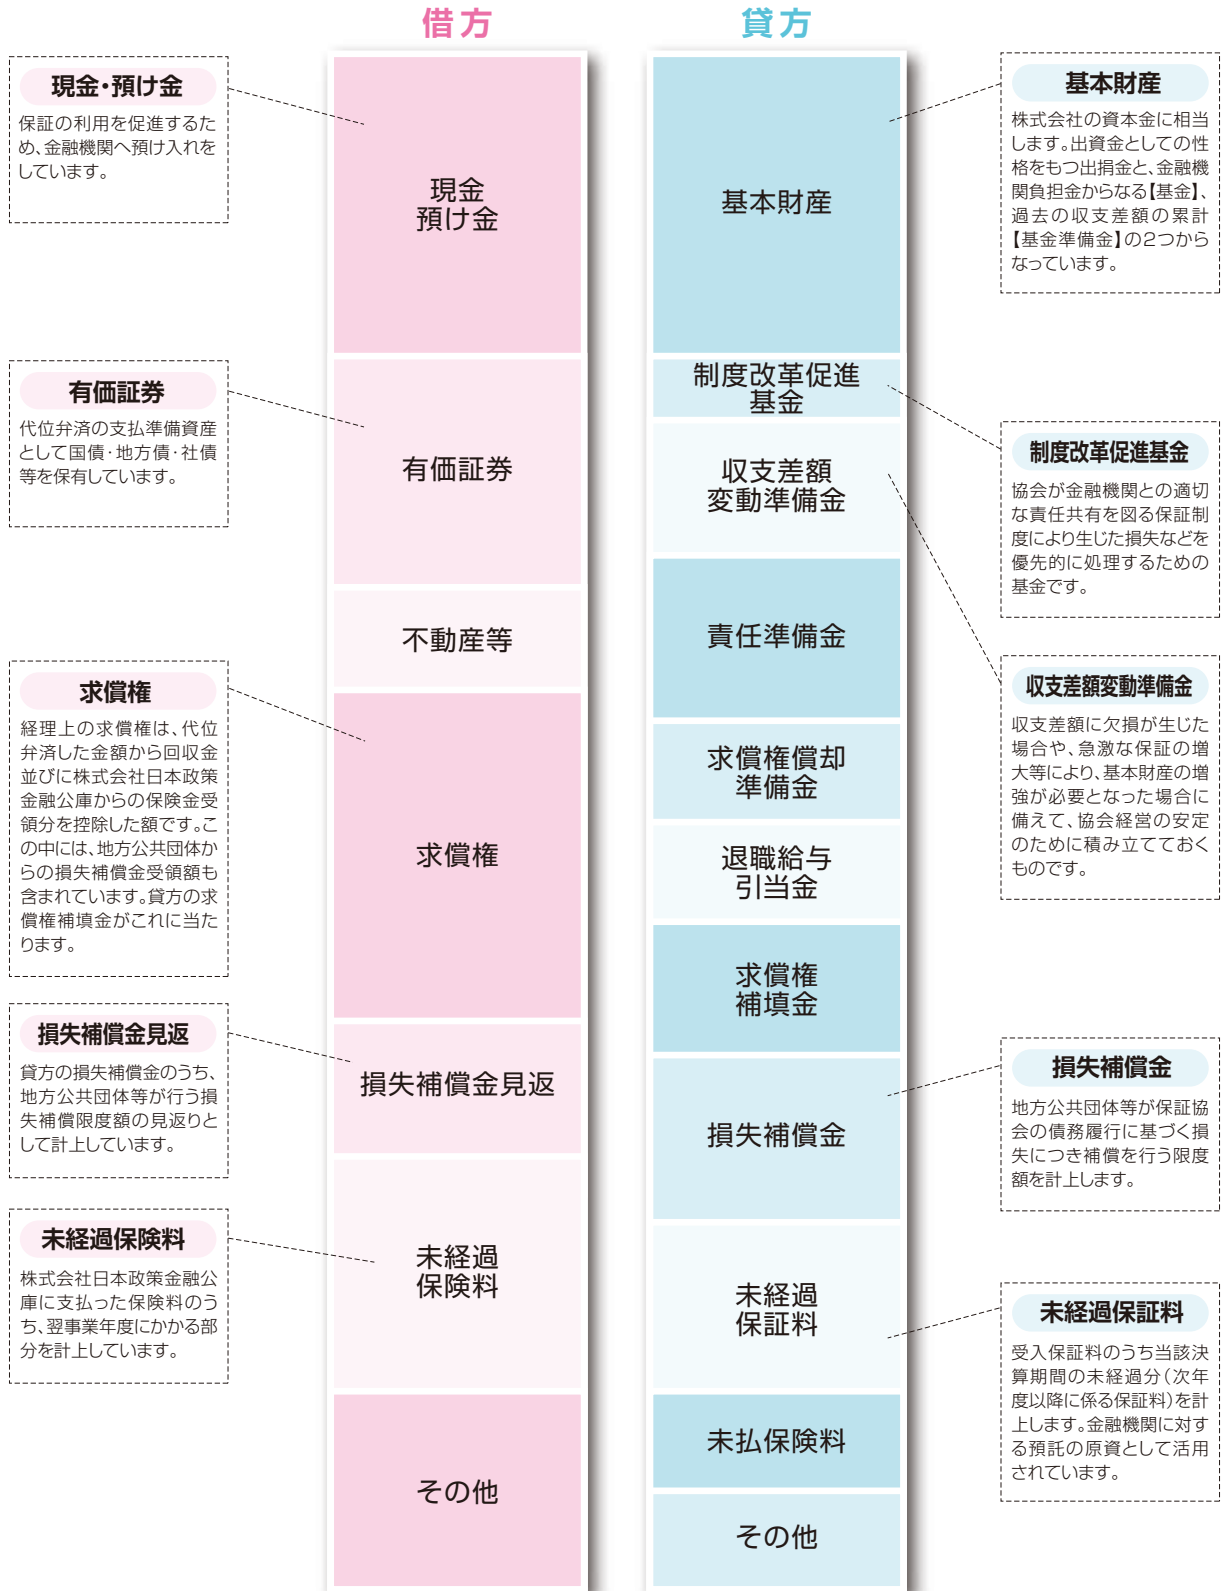 借方
貸方
現金・預け金
保証の利用を促進するた
め、金融機関へ預け入れを
しています。
有価証券
代位弁済の支払準備資産
として国債・地方債・社債
等を保有しています。
求償権
経理上の求償権は、代位
弁済した金額から回収金
並びに株式会社日本政策
金融公庫からの保険金受
領分を控除した額です。こ
の中には、地方公共団体か
らの損失補償金受領額も
含まれています。貸方の求
償権補填金がこれに当た
ります。
損失補償金見返
貸方の損失補償金のうち、
地方公共団体等が行う損
失補償限度額の見返りと
して計上しています。
未経過保険料
株式会社日本政策金融公
庫に支払った保険料のう
ち、翌事業年度にかかる部
分を計上しています。
現金
預け金
有価証券
不動産等
求償権
損失補償金見返
未経過
保険料
その他
基本財産
制度改革促進
基金
収支差額
変動準備金
責任準備金
求償権償却
準備金
退職給与
引当金
求償権
補填金
損失補償金
未経過
保証料
未払保険料
その他
基本財産
株式会社の資本金に相当
します。出資金としての性
格をもつ出捐金と、金融機
関負担金からなる【基金】、
過去の収支差額の累計
【基金準備金】の2つから
なっています。
制度改革促進基金
協会が金融機関との適切
な責任共有を図る保証制
度により生じた損失などを
優先的に処理するための
基金です。
収支差額変動準備金
収支差額に欠損が生じた
場合や、急激な保証の増
大等により、基本財産の増
強が必要となった場合に
備えて、協会経営の安定
のために積み立てておく
ものです。
損失補償金
地方公共団体等が保証協
会の債務履行に基づく損
失につき補償を行う限度
額を計上します。
未経過保証料
受入保証料のうち当該決
算期間の未経過分(次年
度以降に係る保証料)を計
上します。金融機関に対す
る預託の原資として活用
されています。